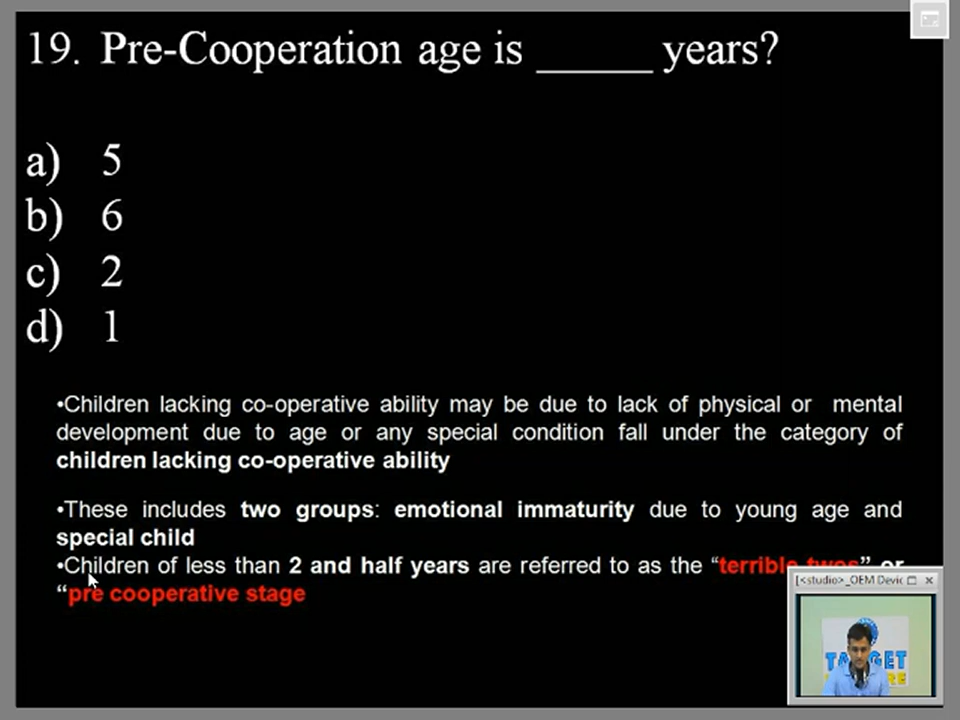 19. Pre-Cooperation age is _____ years?
a) 5
b) 6
c) 2
d) 1
•Children lacking co-operative ability may be due to lack of physical or mental
development due to age or any special condition fall under the category of
children lacking co-operative ability
•These includes two groups: emotional immaturity due to young age and
special child
•Children of less than 2 and half years are referred to as the “terrible twos” or
“pre cooperative stage
[<studio>_OEM Devic